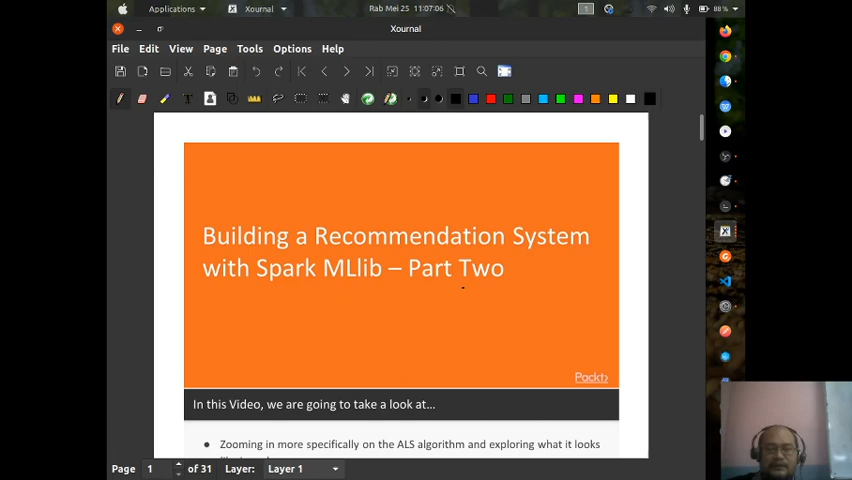 Applications
Xournal
Rab Mei 25 11:07:06
1
88%
Xournal
File Edit View Page Tools Options Help
Building a Recommendation System
with Spark MLlib – Part Two
Packt>
In this Video, we are going to take a look at…
● Zooming in more specifically on the ALS algorithm and exploring what it looks
Page 1 of 31 Layer: Layer 1